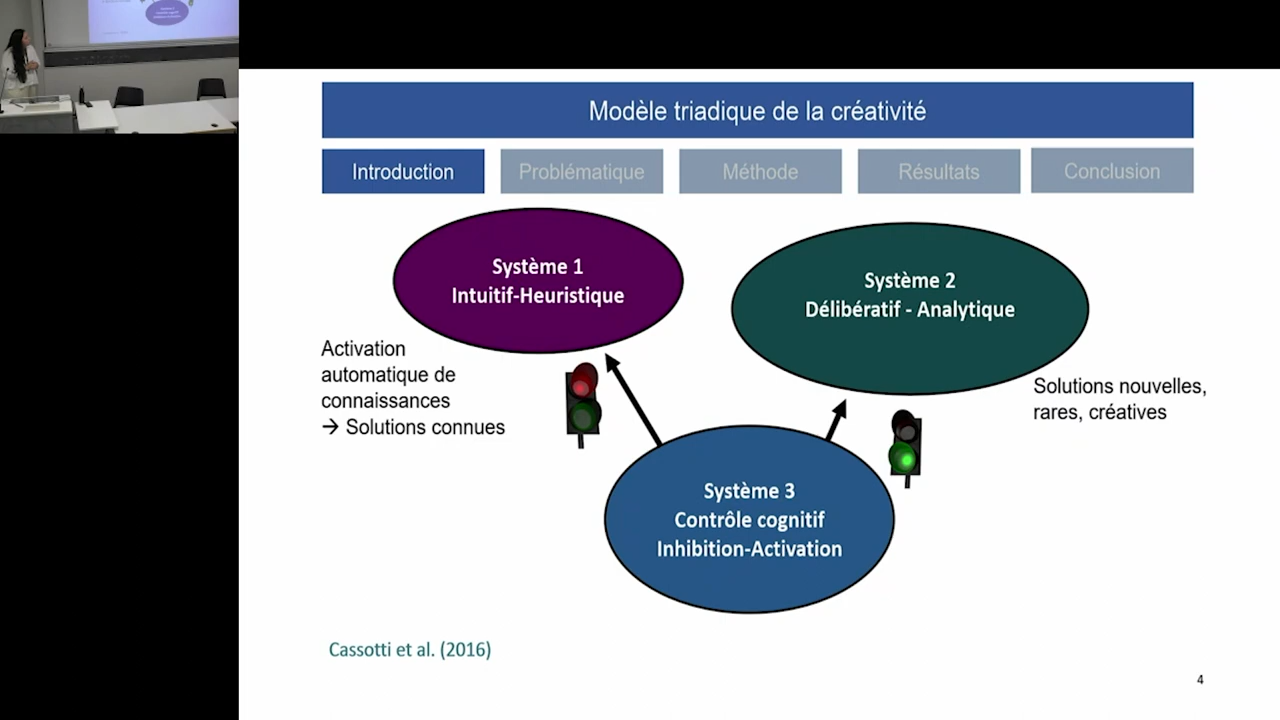 Modèle triadique de la créativité
Introduction
Problématique
Méthode
Résultats
Conclusion
Système 1
Intuitif-Heuristique
Système 2
Délibératif - Analytique
Activation
automatique de
connaissances
→ Solutions connues
Solutions nouvelles,
rares, créatives
Système 3
Contrôle cognitif
Inhibition-Activation
Cassotti et al. (2016)
4